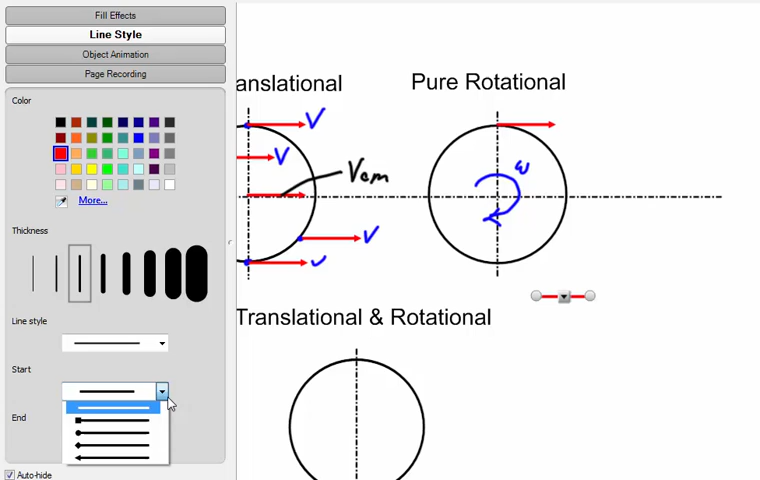 Fill Effects
Line Style
Object Animation
Page Recording
Color
More...
Thickness
Line style
Start
End
Auto-hide
anslational
V
V
Vcm
V
v
Pure Rotational
ω
Translational & Rotational